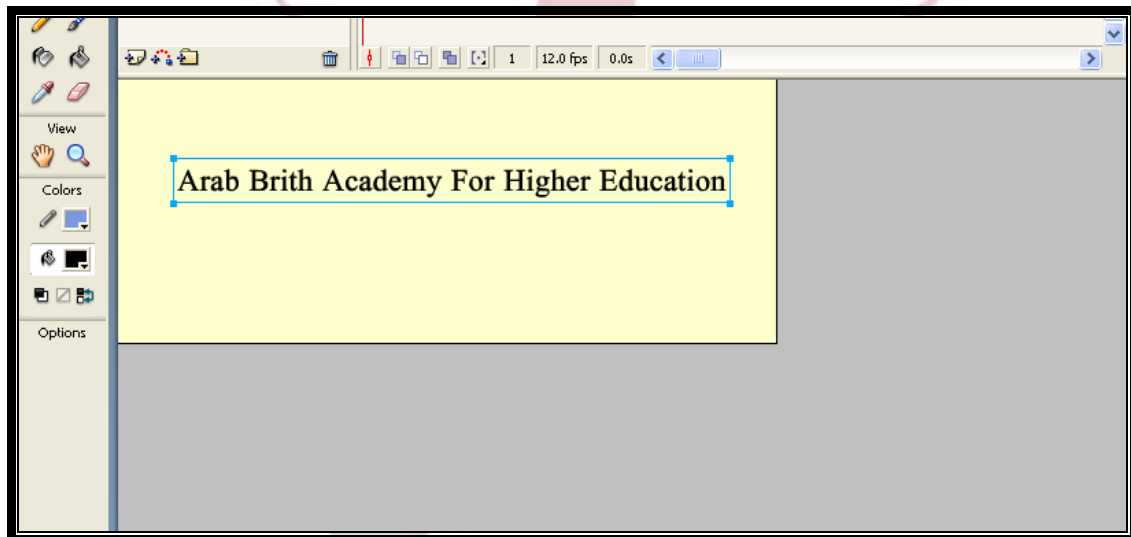 1 12.0 fps 0.0s
View
Arab Brith Academy For Higher Education
Colors
Options